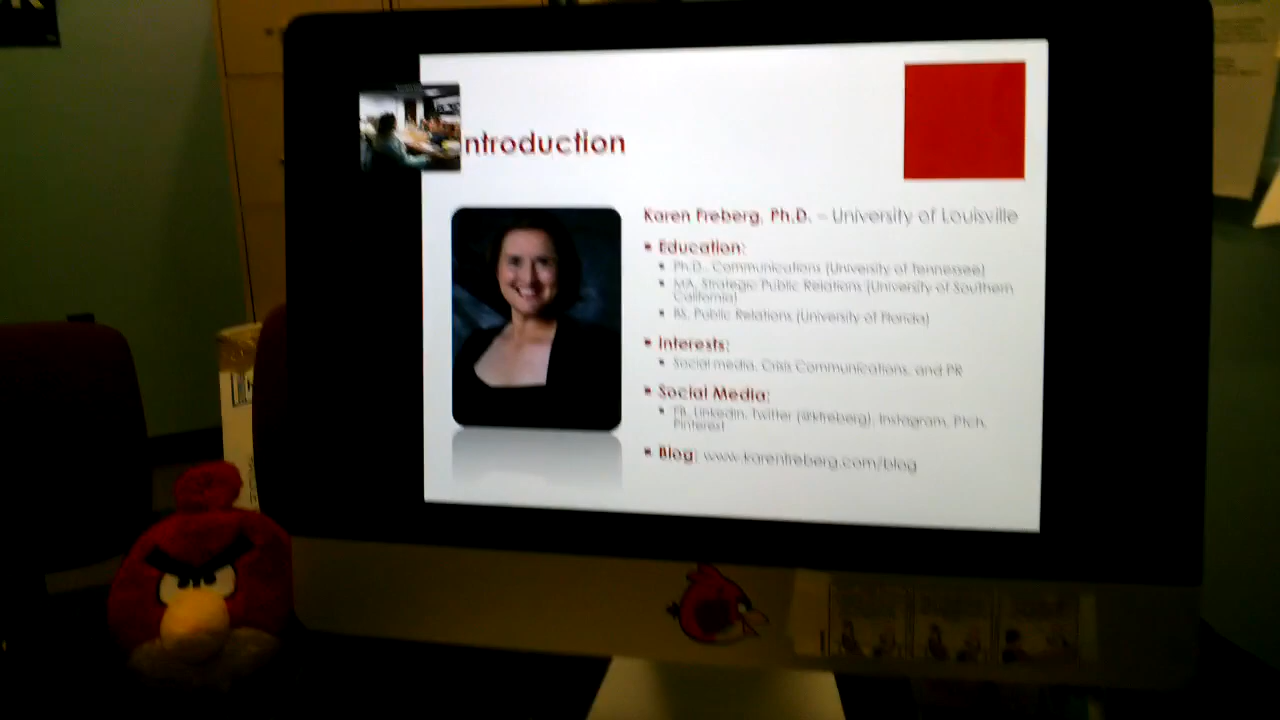 ntroduction
Karen Freberg, Ph.D. – University of Louisville
▪ Education:
▪ Ph.D., Communications (University of Tennessee)
▪ MA, Strategic Public Relations (University of Southern
California)
▪ BS, Public Relations (University of Florida)
▪ Interests:
▪ Social media, Crisis Communications, and PR
▪ Social Media:
▪ FB, LinkedIn, Twitter (@kfreberg), Instagram, Ptch,
Pinterest
▪ Blog: www.karenfreberg.com/blog